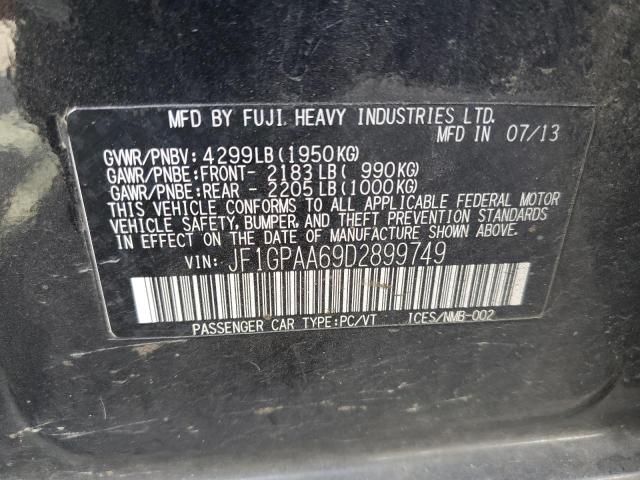 MFD BY FUJI HEAVY INDUSTRIES LTD.
MFD IN 07/13
GVWR/PNBV: 4299LB(1950KG)
GAWR/PNBE:FRONT- 2183LB( 990KG)
GAWR/PNBE:REAR - 2205LB(1000KG)
THIS VEHICLE CONFORMS TO ALL APPLICABLE FEDERAL MOTOR
VEHICLE SAFETY, BUMPER, AND THEFT PREVENTION STANDARDS
IN EFFECT ON THE DATE OF MANUFACTURE SHOWN ABOVE.
VIN: JF1GPAA69D2899749
PASSENGER CAR TYPE:PC/VT ICES/NMB-002